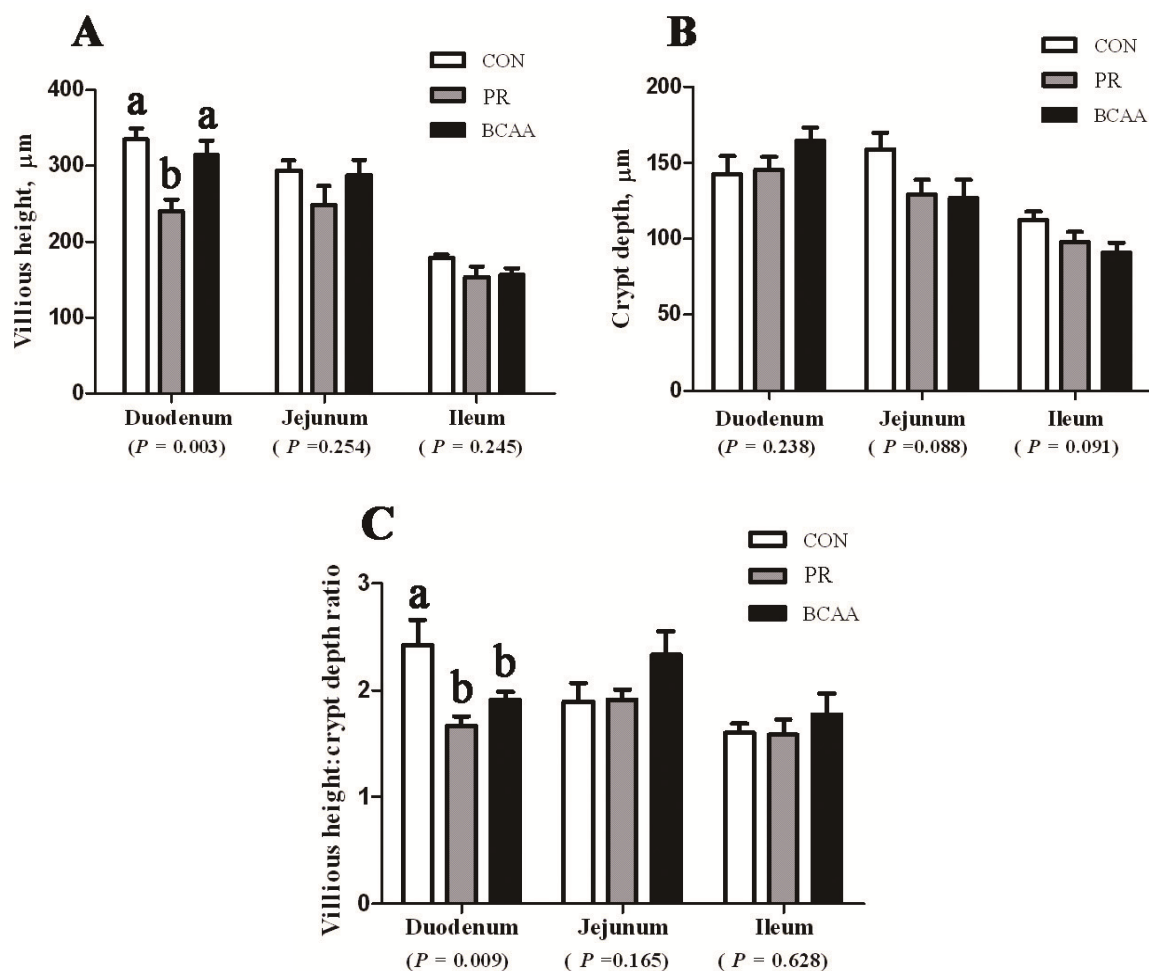 A
CON
PR
BCAA
Villious height, μm
400
300
200
100
0
a
b
a
Duodenum
Jejunum
Ileum
(P = 0.003)
( P =0.254)
( P = 0.245)
B
CON
PR
BCAA
Crypt depth, μm
200
150
100
50
0
Duodenum
Jejunum
Ileum
(P = 0.238)
( P =0.088)
( P = 0.091)
C
CON
PR
BCAA
Villious height:crypt depth ratio
3
2
1
0
a
b
b
Duodenum
Jejunum
Ileum
(P = 0.009)
( P =0.165)
( P = 0.628)